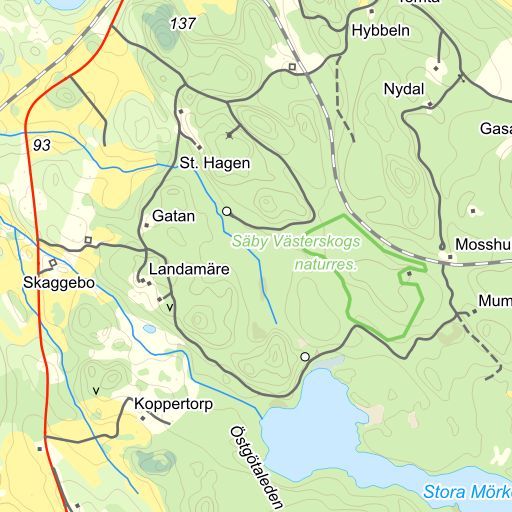 137
Hybbeln
Nydal
93
St. Hagen
Gatan
Säby Västerskogs
naturres.
Mosshu
Landamäre
Skaggebo
Mum
Koppertorp
Östgötaleden
Stora Mörk
Gasa